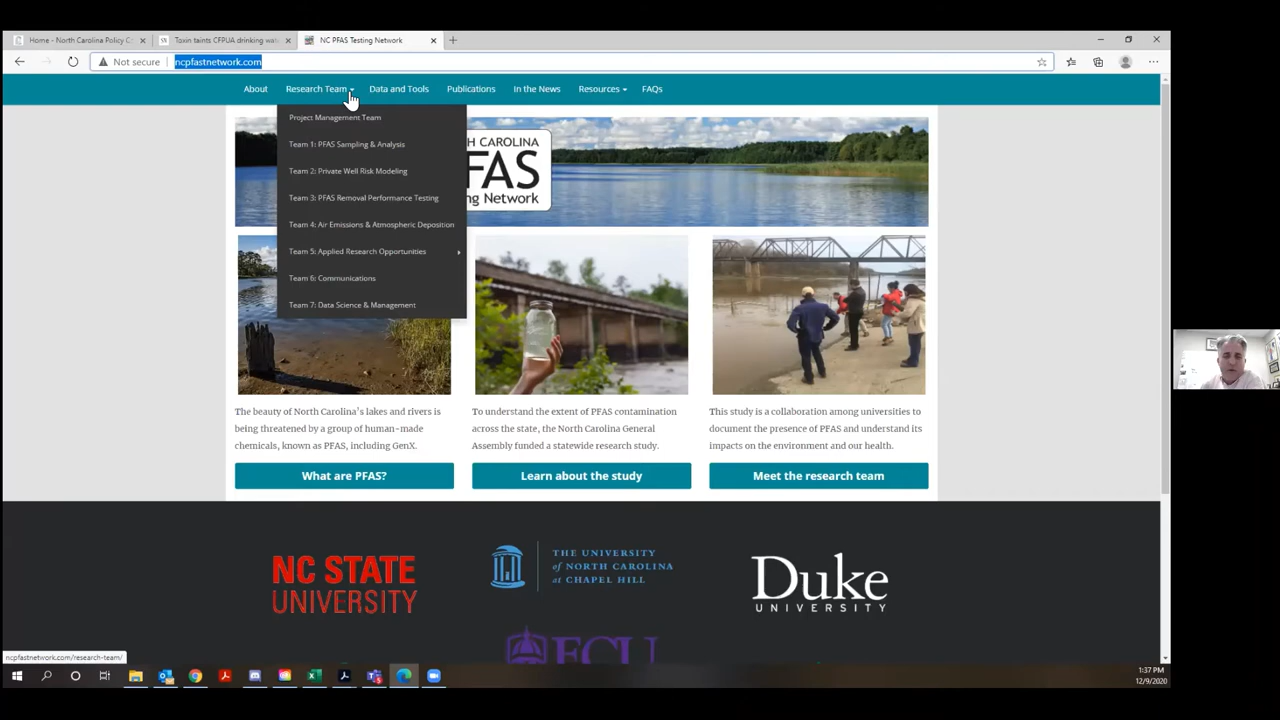 Home - North Carolina Policy C
Toxin taints CFPUA drinking wat
NC PFAS Testing Network
Not secure
ncpfastnetwork.com
About
Research Team
Data and Tools
Publications
In the News
Resources
FAQs
Project Management Team
Team 1: PFAS Sampling & Analysis
Team 2: Private Well Risk Modeling
Team 3: PFAS Removal Performance Testing
Team 4: Air Emissions & Atmospheric Deposition
Team 5: Applied Research Opportunities
Team 6: Communications
Team 7: Data Science & Management
H CAROLINA
FAS
ng Network
The beauty of North Carolina's lakes and rivers is
being threatened by a group of human-made
chemicals, known as PFAS, including GenX.
What are PFAS?
To understand the extent of PFAS contamination
across the state, the North Carolina General
Assembly funded a statewide research study.
Learn about the study
This study is a collaboration among universities to
document the presence of PFAS and understand its
impacts on the environment and our health.
Meet the research team
NC STATE
UNIVERSITY
THE UNIVERSITY
of NORTH CAROLINA
at CHAPEL HILL
Duke
UNIVERSITY
ECU
ncpfastnetwork.com/research-team/
1:37 PM
12/9/2020